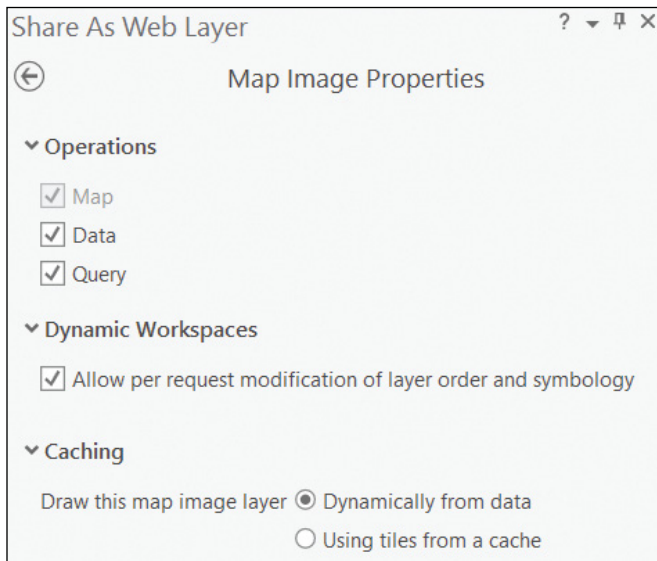 Share As Web Layer ?
Map Image Properties
Operations
Map
Data
Query
Dynamic Workspaces
Allow per request modification of layer order and symbology
Caching
Draw this map image layer Dynamically from data
Using tiles from a cache